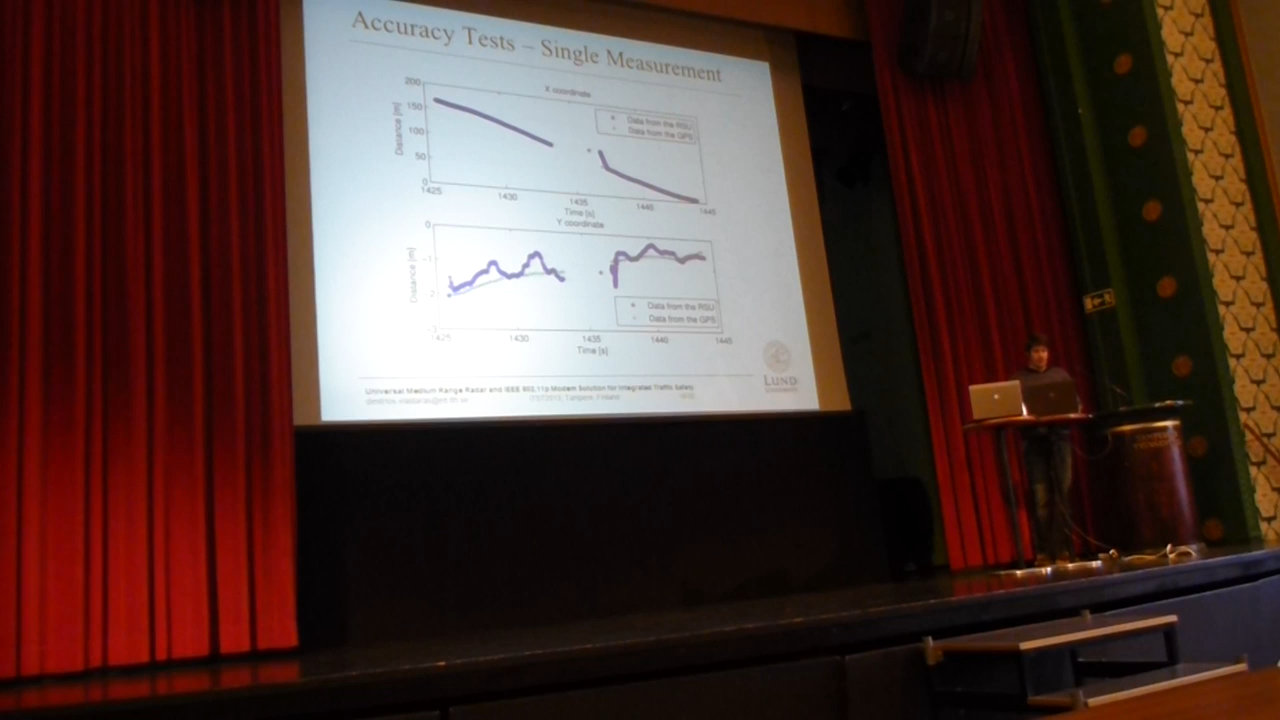 Accuracy Tests – Single Measurement
X coordinate
Distance [m]
200
150
100
50
0
Data from the RSU
Data from the GPS
1425 1430 1435 1440 1445
Time [s]
Y coordinate
Distance [m]
0
-1
-2
-3
Data from the RSU
Data from the GPS
1425 1430 1435 1440 1445
Time [s]
LUND
Universal Medium Range Radar and IEEE 802.11p Modem Solution for Integrated Traffic Safety